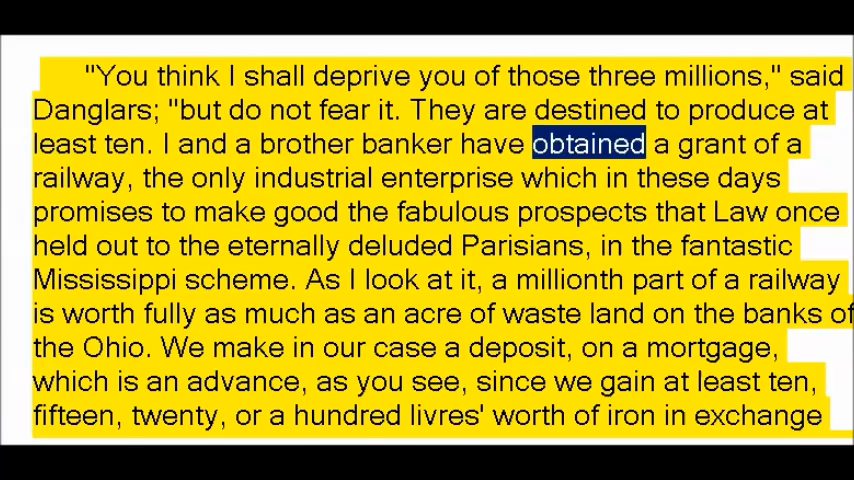 "You think I shall deprive you of those three millions," said
Danglars; "but do not fear it. They are destined to produce at
least ten. I and a brother banker have obtained a grant of a
railway, the only industrial enterprise which in these days
promises to make good the fabulous prospects that Law once
held out to the eternally deluded Parisians, in the fantastic
Mississippi scheme. As I look at it, a millionth part of a railway
is worth fully as much as an acre of waste land on the banks of
the Ohio. We make in our case a deposit, on a mortgage,
which is an advance, as you see, since we gain at least ten,
fifteen, twenty, or a hundred livres' worth of iron in exchange